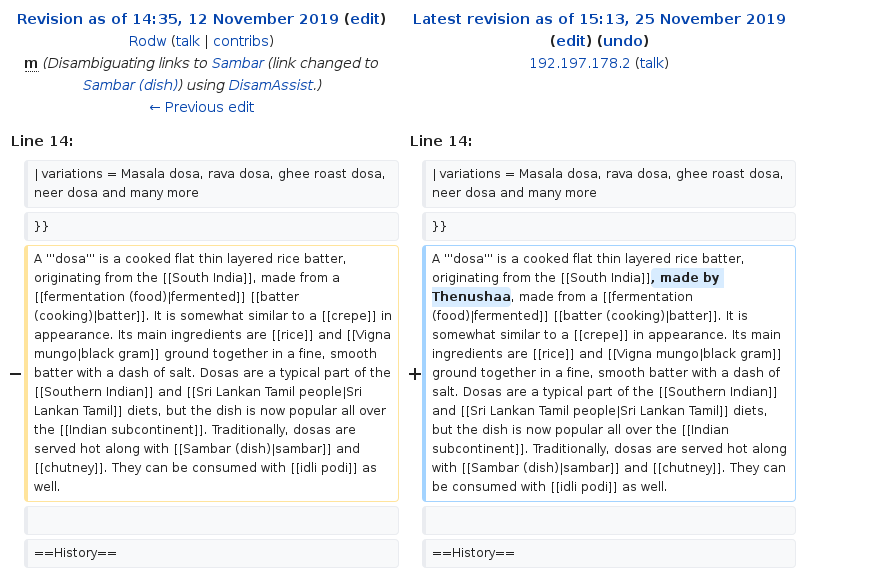 Revision as of 14:35, 12 November 2019 (edit)
Rodw (talk | contribs)
m (Disambiguating links to Sambar (link changed to
Sambar (dish)) using DisamAssist.)
← Previous edit
Latest revision as of 15:13, 25 November 2019
(edit) (undo)
192.197.178.2 (talk)
Line 14:
| variations = Masala dosa, rava dosa, ghee roast dosa,
neer dosa and many more
}}
− A '''dosa''' is a cooked flat thin layered rice batter,
originating from the [[South India]], made from a
[[fermentation (food)|fermented]] [[batter
(cooking)|batter]]. It is somewhat similar to a [[crepe]] in
appearance. Its main ingredients are [[rice]] and [[Vigna
mungo|black gram]] ground together in a fine, smooth
batter with a dash of salt. Dosas are a typical part of the
[[Southern Indian]] and [[Sri Lankan Tamil people|Sri
Lankan Tamil]] diets, but the dish is now popular all over
the [[Indian subcontinent]]. Traditionally, dosas are
served hot along with [[Sambar (dish)|sambar]] and
[[chutney]]. They can be consumed with [[idli podi]] as
well.
==History==
Line 14:
| variations = Masala dosa, rava dosa, ghee roast dosa,
neer dosa and many more
}}
+ A '''dosa''' is a cooked flat thin layered rice batter,
originating from the [[South India]], made by
Thenushaa, made from a [[fermentation
(food)|fermented]] [[batter (cooking)|batter]]. It is
somewhat similar to a [[crepe]] in appearance. Its main
ingredients are [[rice]] and [[Vigna mungo|black gram]]
ground together in a fine, smooth batter with a dash of
salt. Dosas are a typical part of the [[Southern Indian]]
and [[Sri Lankan Tamil people|Sri Lankan Tamil]] diets,
but the dish is now popular all over the [[Indian
subcontinent]]. Traditionally, dosas are served hot along
with [[Sambar (dish)|sambar]] and [[chutney]]. They can
be consumed with [[idli podi]] as well.
==History==